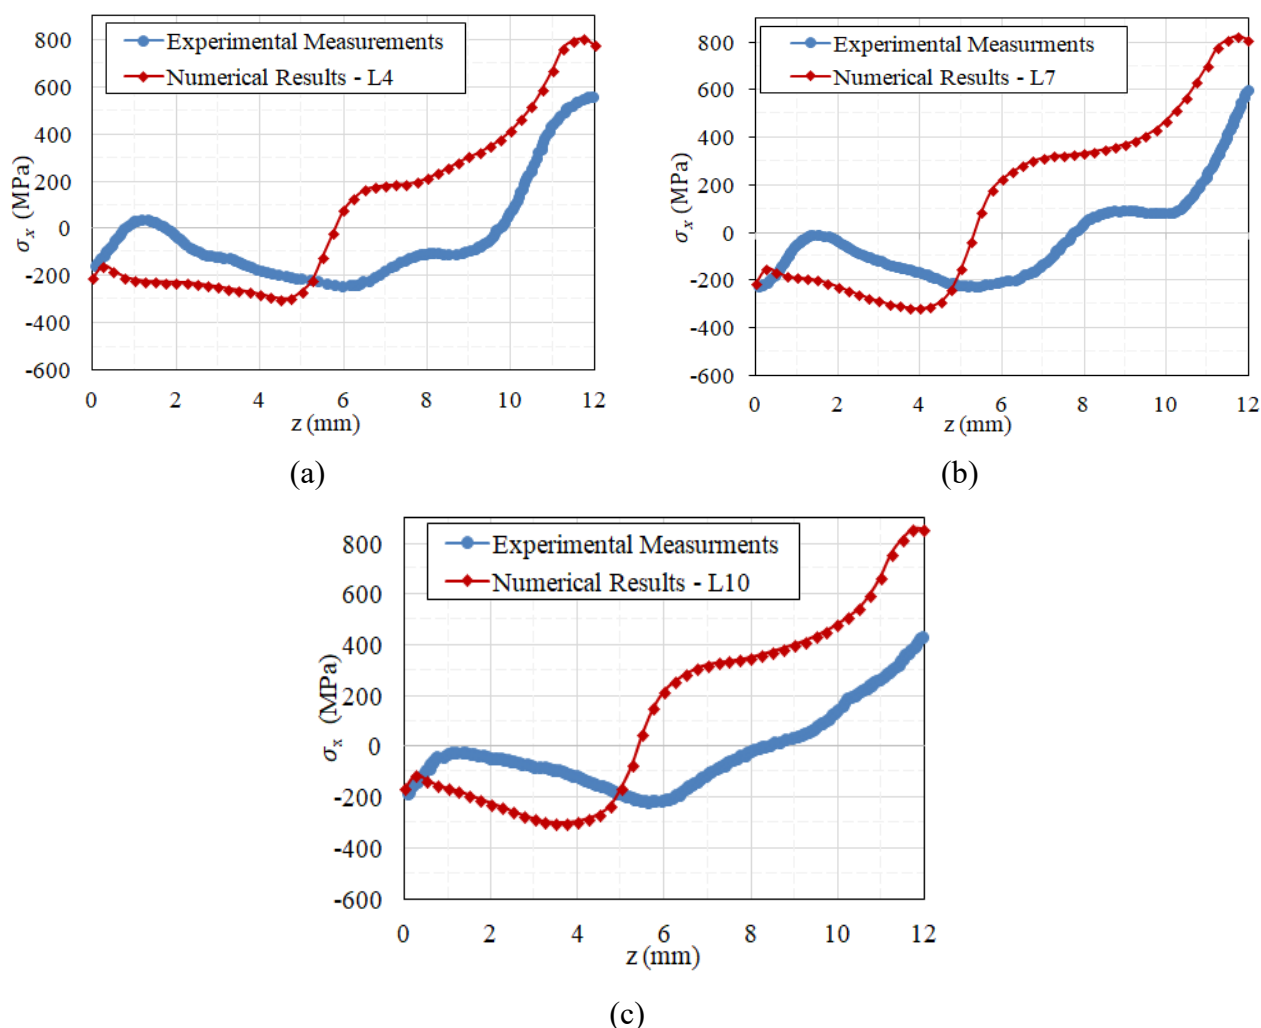 Experimental Measurements
Numerical Results - L4
800
600
400
200
0
-200
-400
-600
σx (MPa)
0 2 4 6 8 10 12
z (mm)
(a)
Experimental Measurments
Numerical Results - L7
800
600
400
200
0
-200
-400
-600
σx (MPa)
0 2 4 6 8 10 12
z (mm)
(b)
Experimental Measurments
Numerical Results - L10
800
600
400
200
0
-200
-400
-600
σx (MPa)
0 2 4 6 8 10 12
z (mm)
(c)